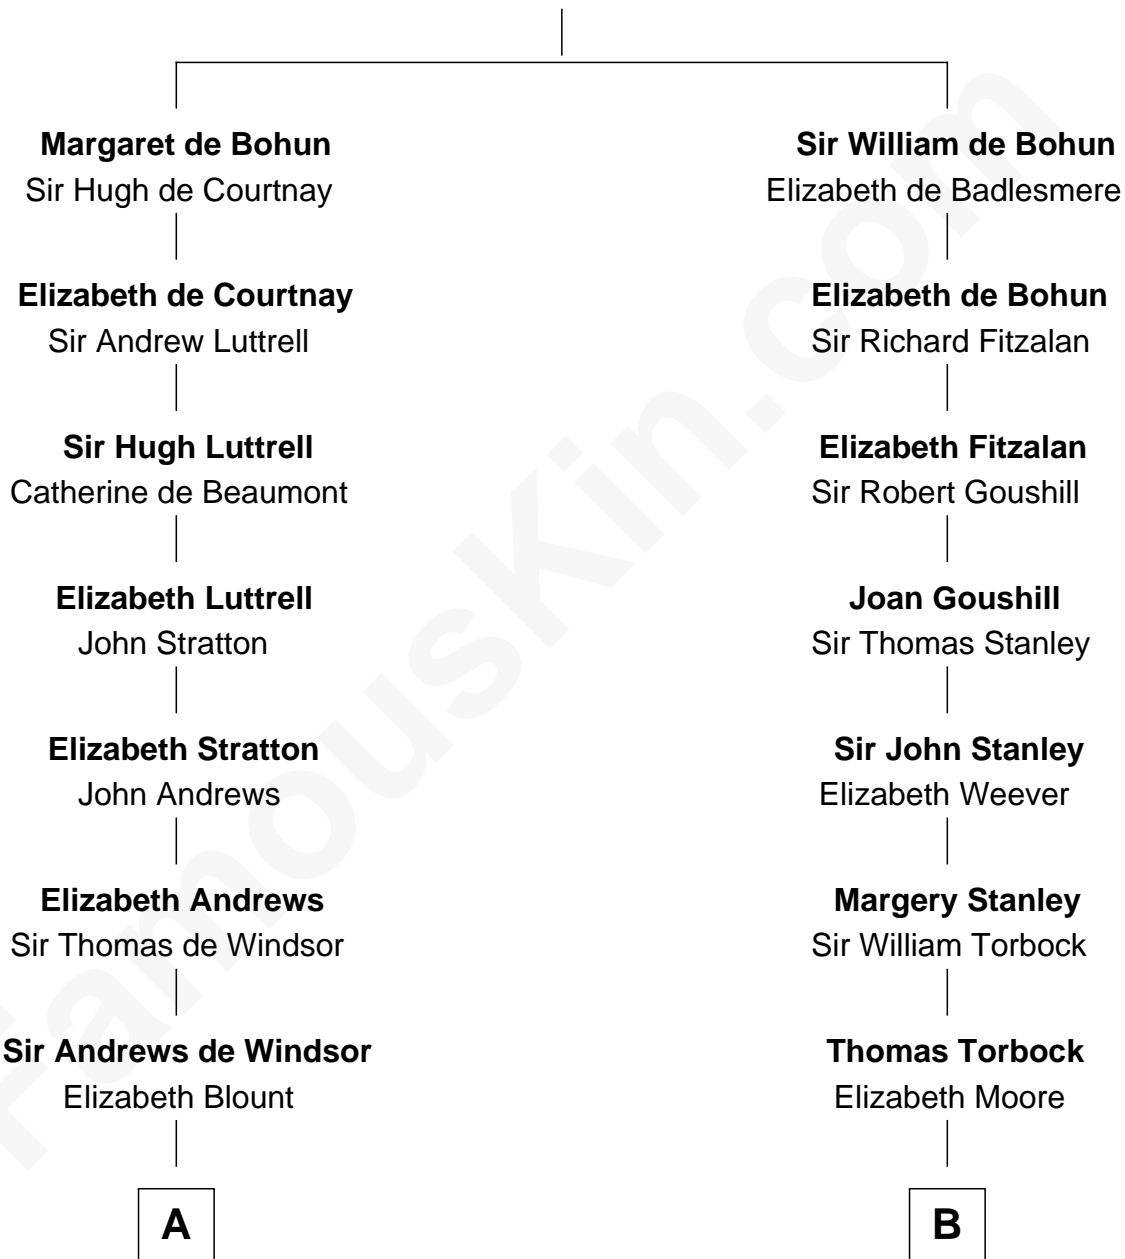 Margaret de Bohun
Sir Hugh de Courtnay
Elizabeth de Courtnay
Sir Andrew Luttrell
Sir Hugh Luttrell
Catherine de Beaumont
Elizabeth Luttrell
John Stratton
Elizabeth Stratton
John Andrews
Elizabeth Andrews
Sir Thomas de Windsor
Sir Andrews de Windsor
Elizabeth Blount
A
Sir William de Bohun
Elizabeth de Badlesmere
Elizabeth de Bohun
Sir Richard Fitzalan
Elizabeth Fitzalan
Sir Robert Goushill
Joan Goushill
Sir Thomas Stanley
Sir John Stanley
Elizabeth Weever
Margery Stanley
Sir William Torbock
Thomas Torbock
Elizabeth Moore
B
FamousKin.com